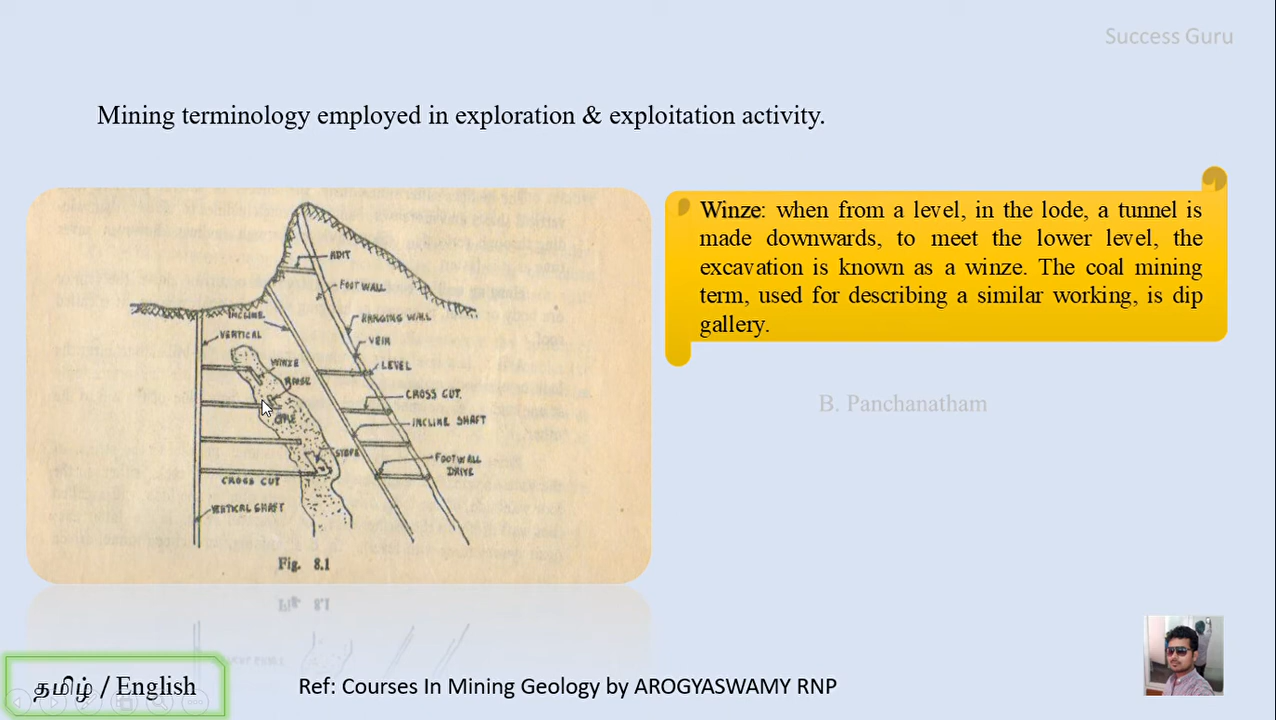 Success Guru
Mining terminology employed in exploration & exploitation activity.
ADIT
FOOT WALL
HANGING WALL
INCLINE
VERTICAL
VEIN
WINZE
LEVEL
CROSS CUT.
INCLINE SHAFT
STOPE
FOOTWALL
DRIVE
CROSS CUT
VERTICAL SHAFT
Fig. 8.1
Winze: when from a level, in the lode, a tunnel is
made downwards, to meet the lower level, the
excavation is known as a winze. The coal mining
term, used for describing a similar working, is dip
gallery.
B. Panchanatham
தமிழ் / English
Ref: Courses In Mining Geology by AROGYASWAMY RNP